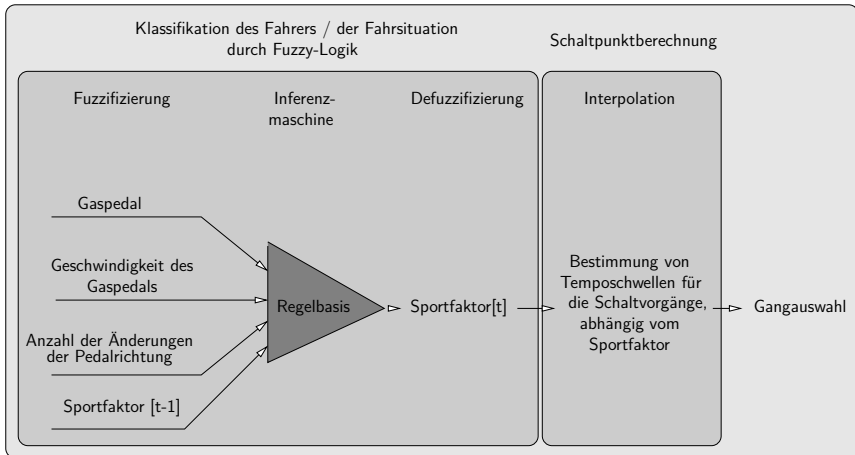 Klassifikation des Fahrers / der Fahrsituation
durch Fuzzy-Logik
Schaltpunktberechnung
Fuzzifizierung
Inferenz-
maschine
Defuzzifizierung
Interpolation
Gaspedal
Geschwindigkeit des
Gaspedals
Anzahl der Änderungen
der Pedalrichtung
Sportfaktor [t-1]
Regelbasis
Sportfaktor[t]
Bestimmung von
Temposchwellen für
die Schaltvorgänge,
abhängig vom
Sportfaktor
Gangauswahl